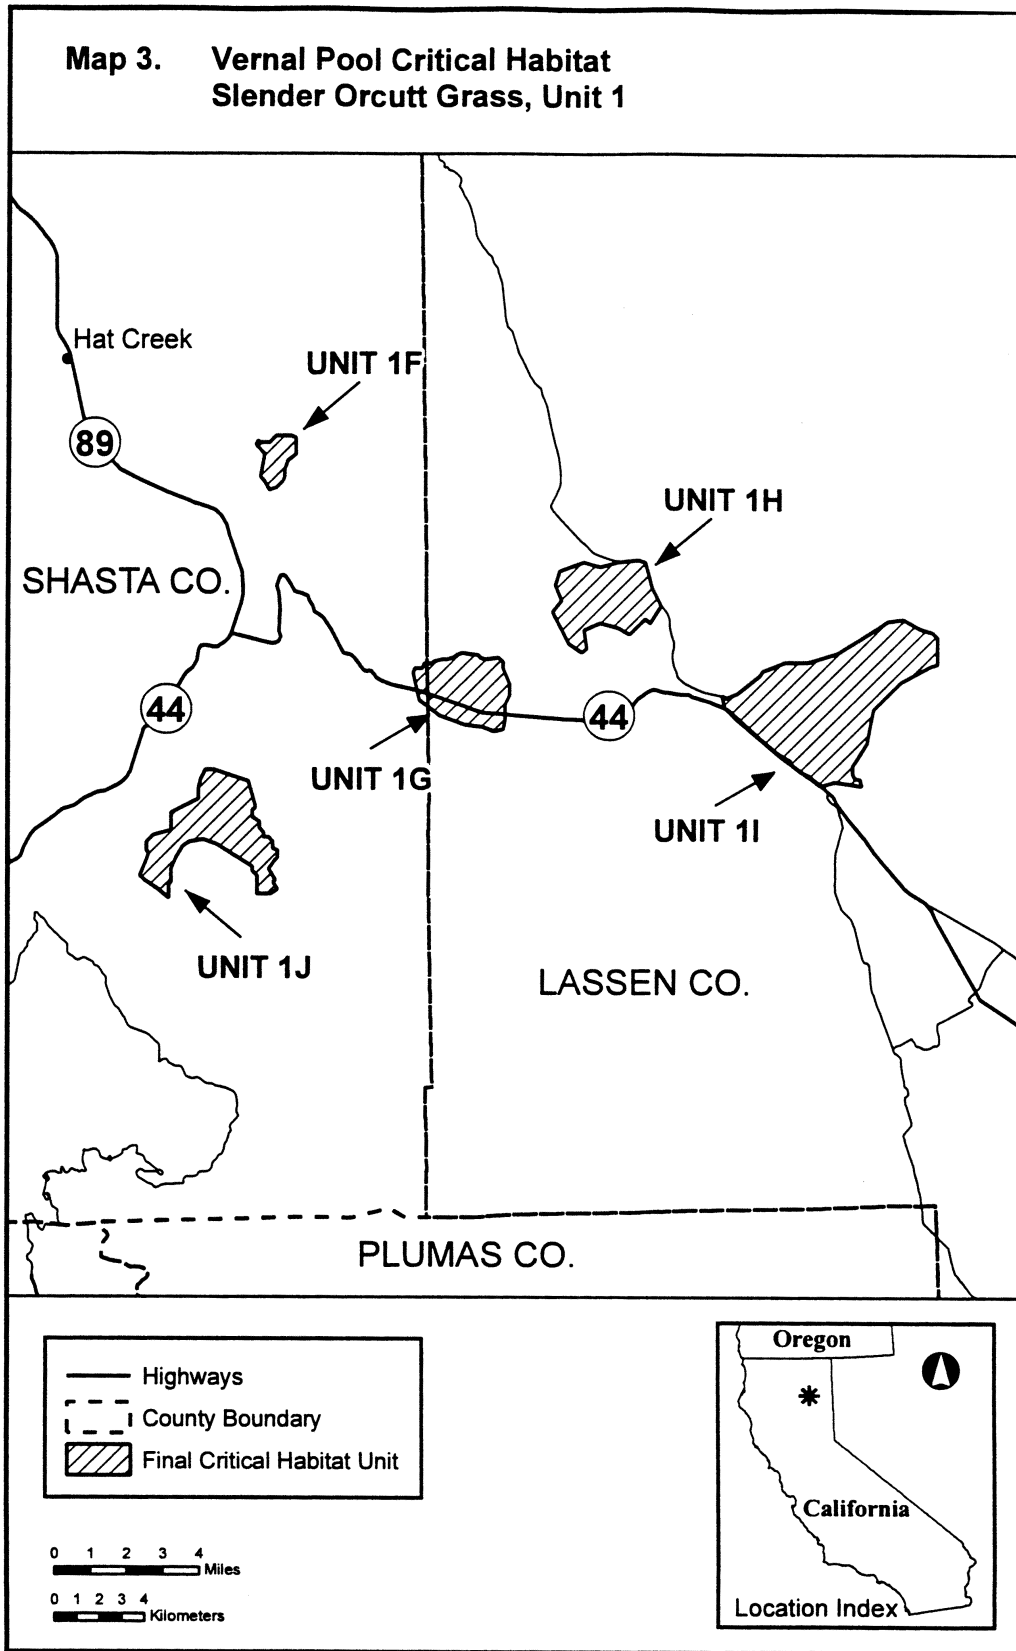 Map 3. Vernal Pool Critical Habitat
Slender Orcutt Grass, Unit 1
Hat Creek
UNIT 1F
89
UNIT 1H
SHASTA CO.
44
44
UNIT 1G
UNIT 1I
UNIT 1J
LASSEN CO.
PLUMAS CO.
Highways
County Boundary
Final Critical Habitat Unit
0 1 2 3 4
Miles
0 1 2 3 4
Kilometers
Oregon
California
Location Index